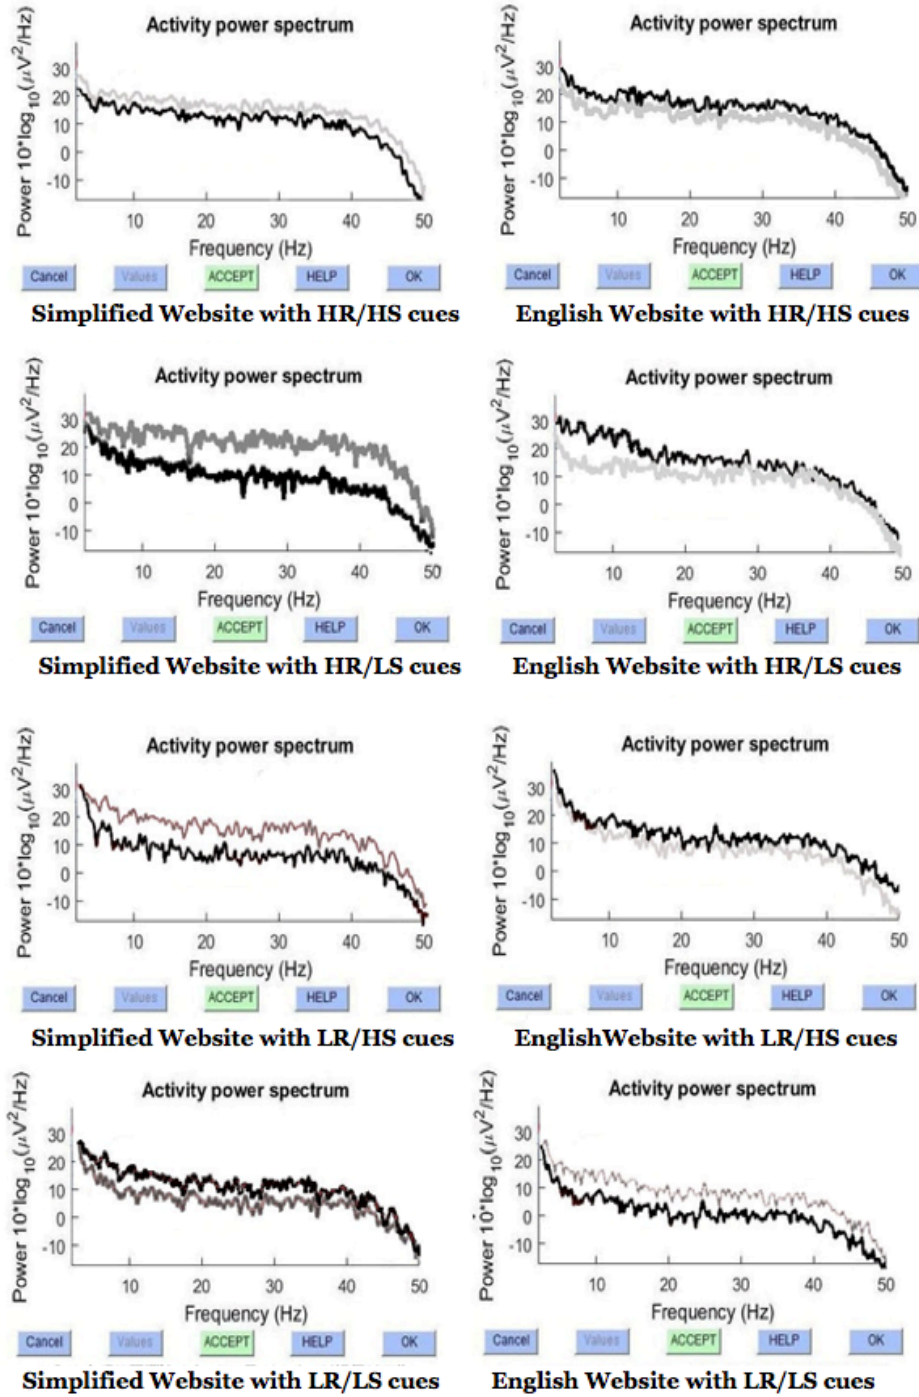 Activity power spectrum
Power 10*log10(µV²/Hz)
30
20
10
0
-10
10 20 30 40 50
Frequency (Hz)
Cancel Values ACCEPT HELP OK
Simplified Website with HR/HS cues
Activity power spectrum
Power 10*log10(µV²/Hz)
30
20
10
0
-10
10 20 30 40 50
Frequency (Hz)
Cancel Values ACCEPT HELP OK
English Website with HR/HS cues
Activity power spectrum
Power 10*log10(µV²/Hz)
30
20
10
0
-10
10 20 30 40 50
Frequency (Hz)
Cancel Values ACCEPT HELP OK
Simplified Website with HR/LS cues
Activity power spectrum
Power 10*log10(µV²/Hz)
30
20
10
0
-10
10 20 30 40 50
Frequency (Hz)
Cancel Values ACCEPT HELP OK
English Website with HR/LS cues
Activity power spectrum
Power 10*log10(µV²/Hz)
30
20
10
0
-10
10 20 30 40 50
Frequency (Hz)
Cancel Values ACCEPT HELP OK
Simplified Website with LR/HS cues
Activity power spectrum
Power 10*log10(µV²/Hz)
30
20
10
0
-10
10 20 30 40 50
Frequency (Hz)
Cancel Values ACCEPT HELP OK
EnglishWebsite with LR/HS cues
Activity power spectrum
Power 10*log10(µV²/Hz)
30
20
10
0
-10
10 20 30 40 50
Frequency (Hz)
Cancel Values ACCEPT HELP OK
Simplified Website with LR/LS cues
Activity power spectrum
Power 10*log10(µV²/Hz)
30
20
10
0
-10
10 20 30 40 50
Frequency (Hz)
Cancel Values ACCEPT HELP OK
English Website with LR/LS cues